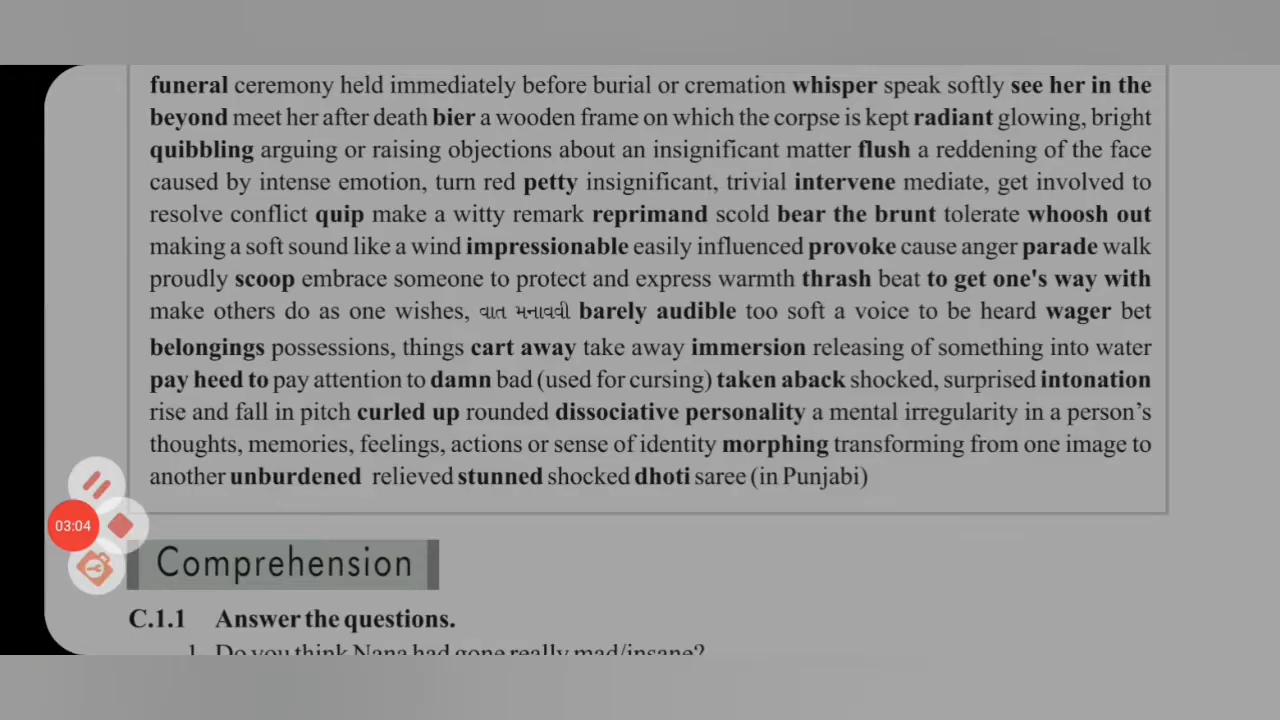 funeral ceremony held immediately before burial or cremation whisper speak softly see her in the
beyond meet her after death bier a wooden frame on which the corpse is kept radiant glowing, bright
quibbling arguing or raising objections about an insignificant matter flush a reddening of the face
caused by intense emotion, turn red petty insignificant, trivial intervene mediate, get involved to
resolve conflict quip make a witty remark reprimand scold bear the brunt tolerate whoosh out
making a soft sound like a wind impressionable easily influenced provoke cause anger parade walk
proudly scoop embrace someone to protect and express warmth thrash beat to get one's way with
make others do as one wishes, વાત મનાવવી barely audible too soft a voice to be heard wager bet
belongings possessions, things cart away take away immersion releasing of something into water
pay heed to pay attention to damn bad (used for cursing) taken aback shocked, surprised intonation
rise and fall in pitch curled up rounded dissociative personality a mental irregularity in a person's
thoughts, memories, feelings, actions or sense of identity morphing transforming from one image to
another unburdened relieved stunned shocked dhoti saree (in Punjabi)
03:04
Comprehension
C.1.1 Answer the questions.
1. Do you think Nana had gone really mad/insane?